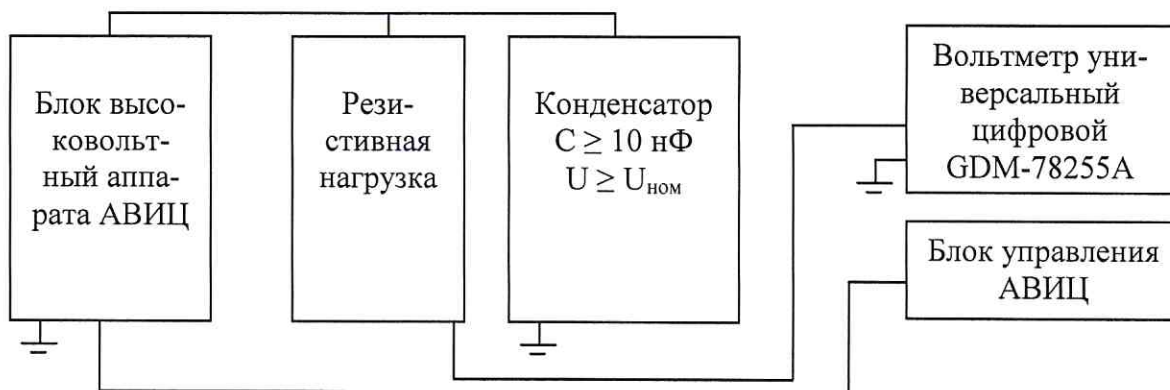 Блок высо-
ковольт-
ный аппа-
рата АВИЦ
Рези-
стивная
нагрузка
Конденсатор
C ≥ 10 нФ
U ≥ Uном
Вольтметр уни-
версальный
цифровой
GDM-78255A
Блок управления
АВИЦ